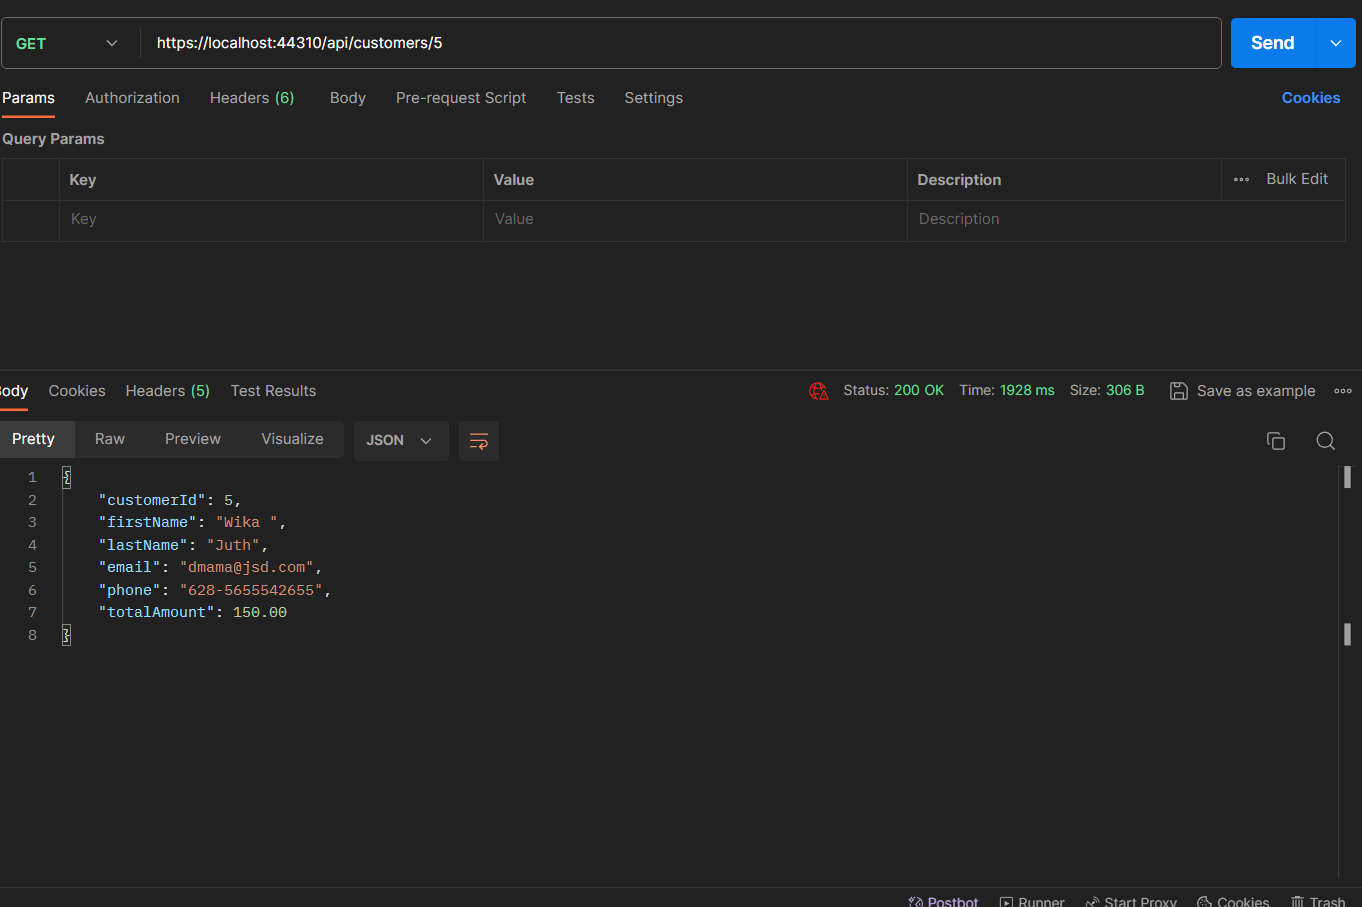 GET https://localhost:44310/api/customers/5 Send
Params Authorization Headers (6) Body Pre-request Script Tests Settings Cookies
Query Params
Key Value Description Bulk Edit
Key Value Description
Body Cookies Headers (5) Test Results Status: 200 OK Time: 1928 ms Size: 306 B Save as example
Pretty Raw Preview Visualize JSON
1 {
2 "customerId": 5,
3 "firstName": "Wika ",
4 "lastName": "Juth",
5 "email": "dmama@jsd.com",
6 "phone": "628-5655542655",
7 "totalAmount": 150.00
8 }
Postbot Runner Start Proxy Cookies Trash